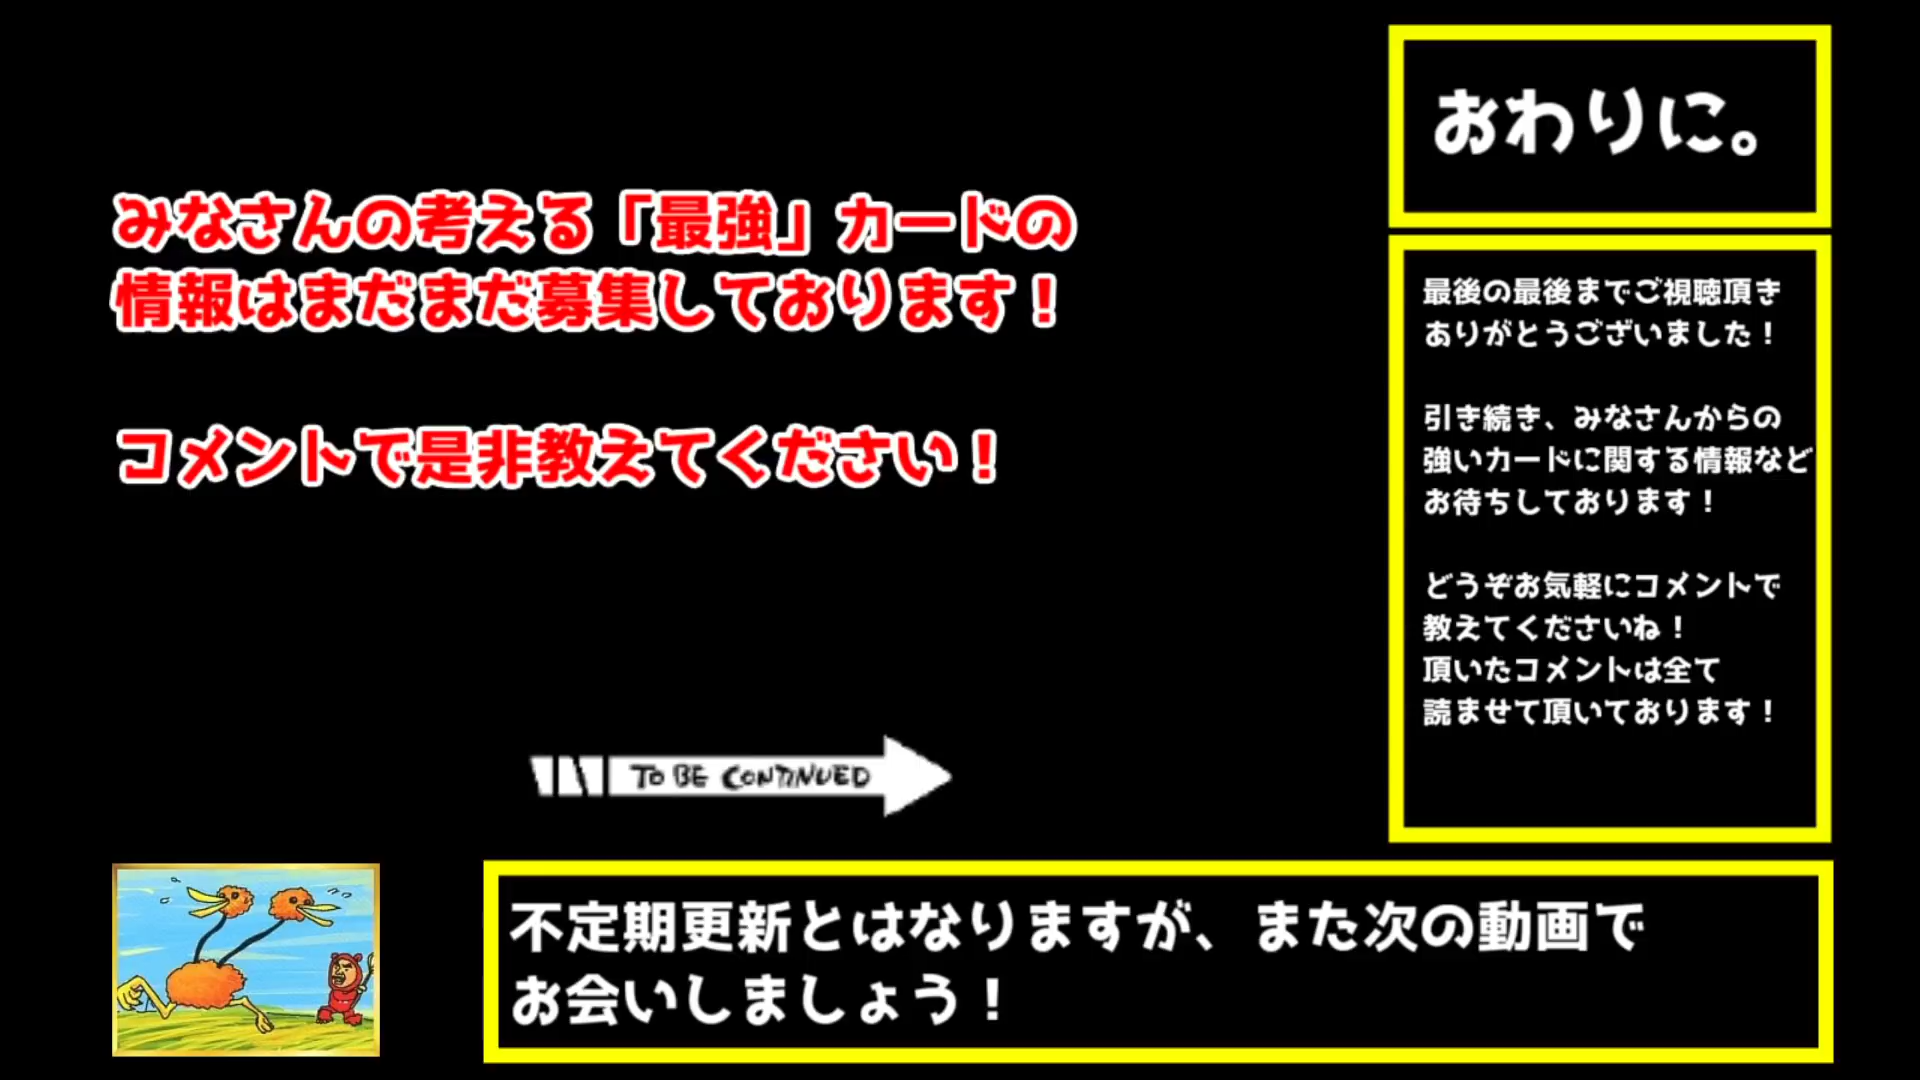 おわりに。
みなさんの考える「最強」カードの
情報はまだまだ募集しております！
コメントで是非教えてください！
最後の最後までご視聴頂き
ありがとうございました！
引き続き、みなさんからの
強いカードに関する情報など
お待ちしております！
どうぞお気軽にコメントで
教えてくださいね！
頂いたコメントは全て
読ませて頂いております！
TO BE CONTINUED
不定期更新とはなりますが、また次の動画で
お会いしましょう！